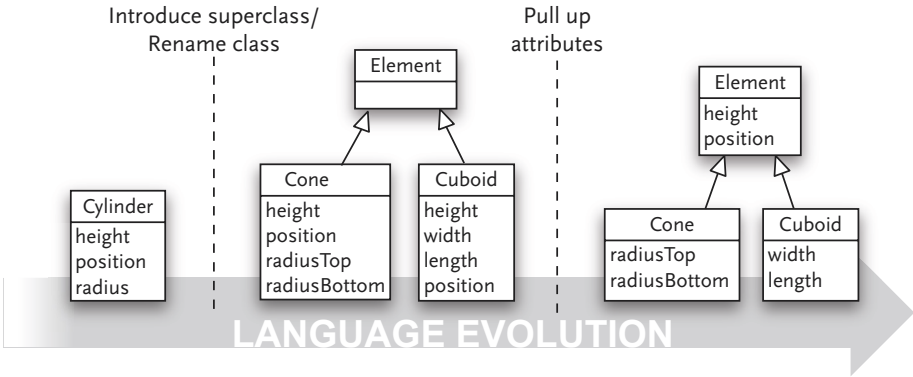 Introduce superclass/
Rename class
Pull up
attributes
Cylinder
height
position
radius
Element
Cone
height
position
radiusTop
radiusBottom
Cuboid
height
width
length
position
Element
height
position
Cone
radiusTop
radiusBottom
Cuboid
width
length
LANGUAGE EVOLUTION